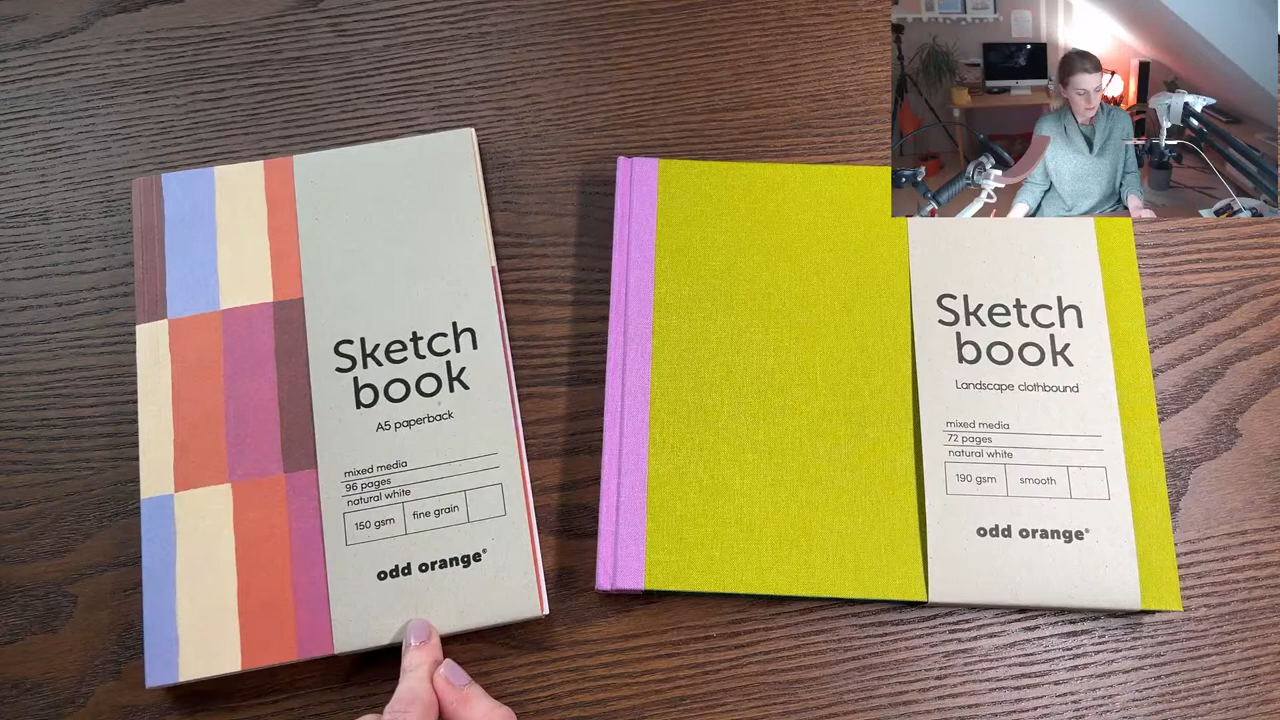 Sketch
book
A5 paperback
mixed media
96 pages
natural white
150 gsm
fine grain
odd orange®
Sketch
book
Landscape clothbound
mixed media
72 pages
natural white
190 gsm
smooth
odd orange®